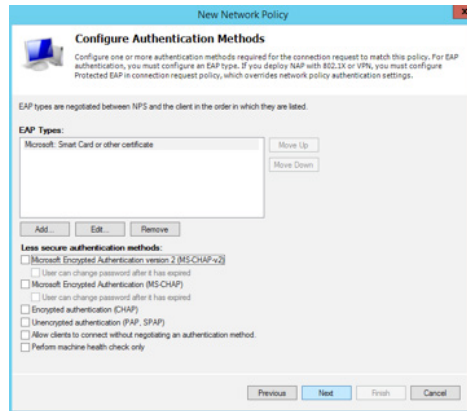 New Network Policy
x
Configure Authentication Methods
Configure one or more authentication methods required for the connection request to match this policy. For EAP
authentication, you must configure an EAP type. If you deploy NAP with 802.1X or VPN, you must configure
Protected EAP in connection request policy, which overrides network policy authentication settings.
EAP types are negotiated between NPS and the client in the order in which they are listed.
EAP Types:
Microsoft: Smart Card or other certificate
Move Up
Move Down
Add... Edit... Remove
Less secure authentication methods:
Microsoft Encrypted Authentication version 2 (MS-CHAP-v2)
User can change password after it has expired
Microsoft Encrypted Authentication (MS-CHAP)
User can change password after it has expired
Encrypted authentication (CHAP)
Unencrypted authentication (PAP, SPAP)
Allow clients to connect without negotiating an authentication method.
Perform machine health check only
Previous Next Finish Cancel